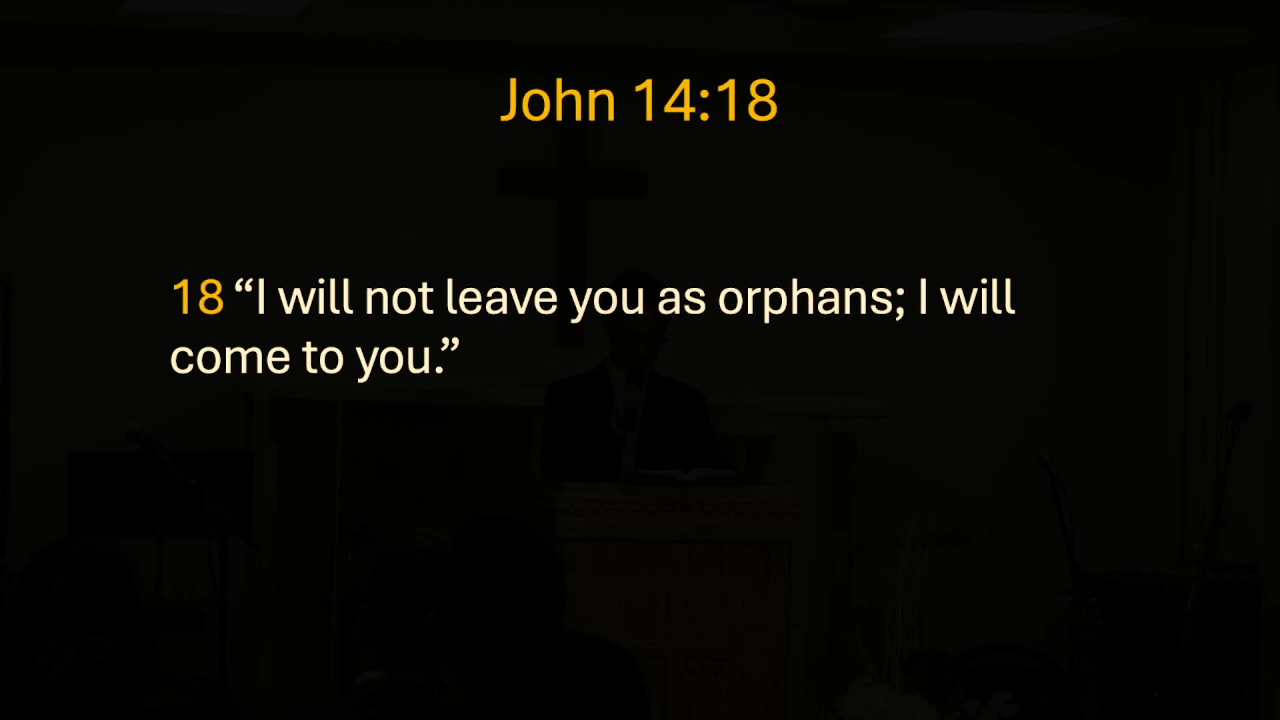 John 14:18
18 “I will not leave you as orphans; I will
come to you.”